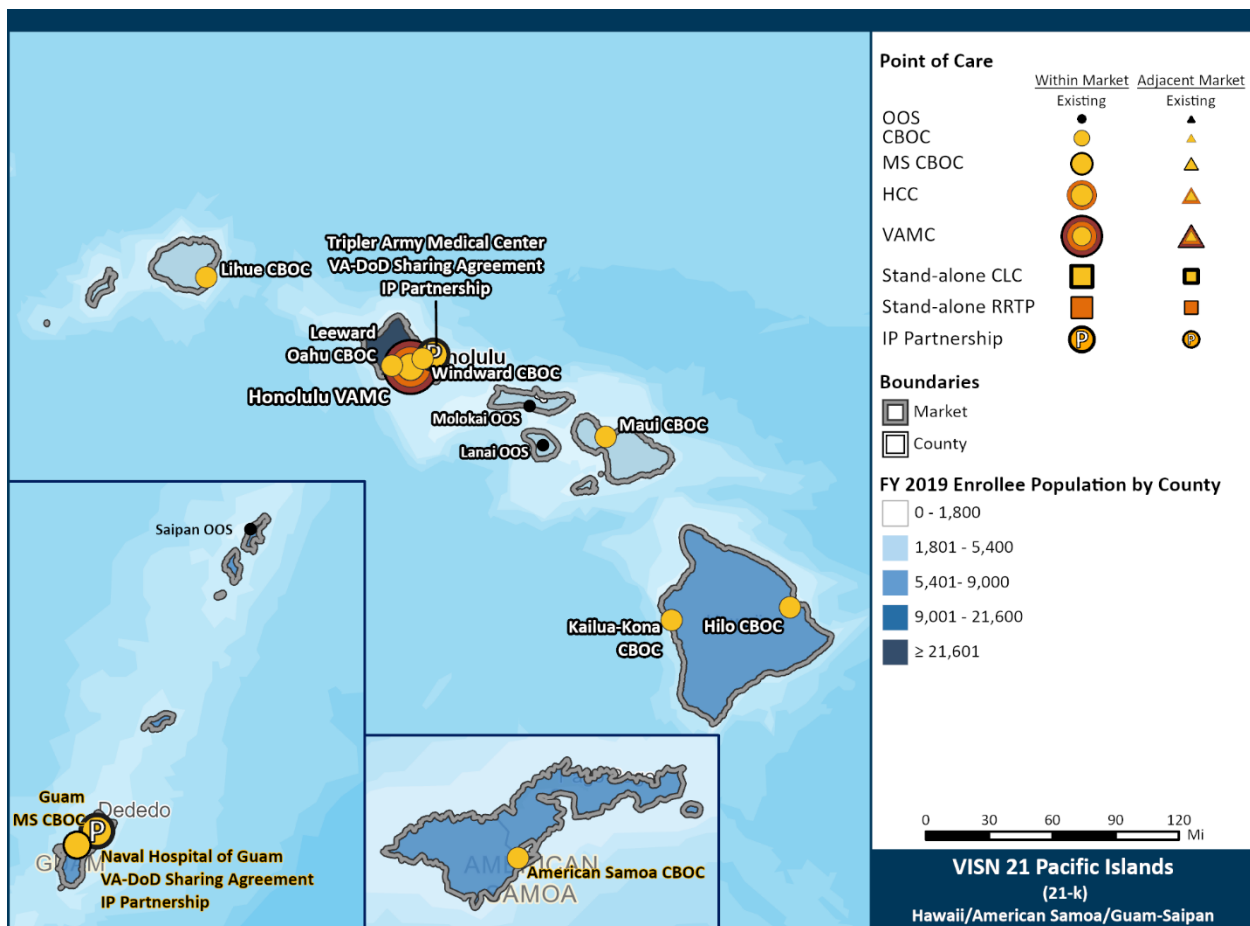 Point of Care
Within Market Adjacent Market
Existing Existing
OOS
CBOC
MS CBOC
HCC
VAMC
Stand-alone CLC
Stand-alone RRTP
IP Partnership
P P
Boundaries
Market
County
FY 2019 Enrollee Population by County
0 - 1,800
1,801 - 5,400
5,401- 9,000
9,001 - 21,600
≥ 21,601
Lihue CBOC
Tripler Army Medical Center
VA-DoD Sharing Agreement
IP Partnership
P
Leeward
Oahu CBOC
Windward CBOC
Honolulu VAMC
Molokai OOS
Lanai OOS
Maui CBOC
Kailua-Kona
CBOC
Hilo CBOC
Saipan OOS
Guam
MS CBOC
Dededo
P
GUAM
Naval Hospital of Guam
VA-DoD Sharing Agreement
IP Partnership
AMERICAN
SAMOA
American Samoa CBOC
0 30 60 90 120
Mi
VISN 21 Pacific Islands
(21-k)
Hawaii/American Samoa/Guam-Saipan